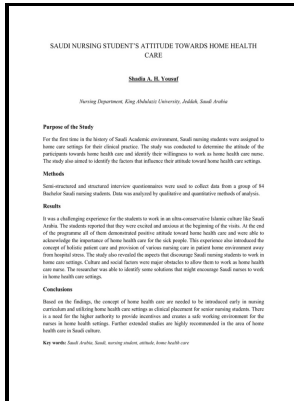 SAUDI NURSING STUDENT'S ATTITUDE TOWARDS HOME HEALTH
CARE
Shadia A. H. Yousuf
Nursing Department, King Abdulaziz University, Jeddah, Saudi Arabia
Purpose of the Study
For the first time in the history of Saudi Academic environment, Saudi nursing students were assigned to
home care settings for their clinical practice. The study was conducted to determine the attitude of the
participants towards home health care and identify their willingness to work as home health care nurse.
The study also aimed to identify the factors that influence their attitude toward home health care settings.
Methods
Semi-structured and structured interview questionnaires were used to collect data from a group of 84
Bachelor Saudi nursing students. Data was analyzed by qualitative and quantitative methods of analysis.
Results
It was a challenging experience for the students to work in an ultra-conservative Islamic culture like Saudi
Arabia. The students reported that they were excited and anxious at the beginning of the visits. At the end
of the programme all of them demonstrated positive attitude toward home health care and were able to
acknowledge the importance of home health care for the sick people. This experience also introduced the
concept of holistic patient care and provision of various nursing care in patient home environment away
from hospital stress. The study also revealed the aspects that discourage Saudi nursing students to work in
home care settings. Culture and social factors were major obstacles to allow them to work as home health
care nurse. The researcher was able to identify some solutions that might encourage Saudi nurses to work
in home health care settings.
Conclusions
Based on the findings, the concept of home health care are needed to be introduced early in nursing
curriculum and utilizing home health care settings as clinical placement for senior nursing students. There
is a need for the higher authority to provide incentives and creates a safe working environment for the
nurses in home health settings. Further extended studies are highly recommended in the area of home
health care in Saudi culture.
Key words: Saudi Arabia, Saudi, nursing student, attitude, home health care